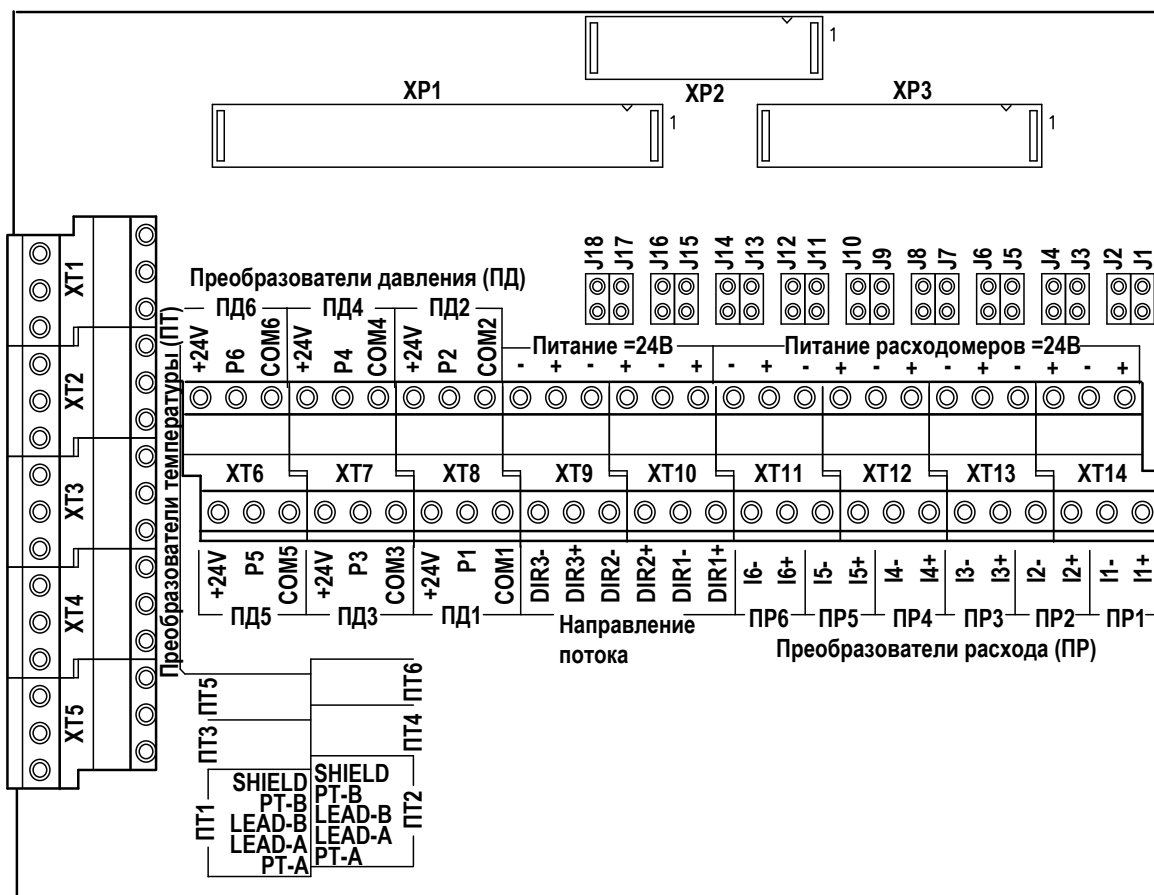 XP1
XP2
XP3
1
1
1
J18
J17
J16
J15
J14
J13
J12
J11
J10
J9
J8
J7
J6
J5
J4
J3
J2
J1
XT1
XT2
XT3
XT4
XT5
Преобразователи температуры (ПТ)
Преобразователи давления (ПД)
ПД6 ПД4 ПД2
Питание =24В
Питание расходомеров =24В
+24V P6 COM6 +24V P4 COM4 +24V P2 COM2 - + - + - + - + - + - + - + - + - +
XT6 XT7 XT8 XT9 XT10 XT11 XT12 XT13 XT14
+24V P5 COM5 +24V P3 COM3 +24V P1 COM1 DIR3- DIR3+ DIR2- DIR2+ DIR1- DIR1+ I6- I6+ I5- I5+ I4- I4+ I3- I3+ I2- I2+ I1- I1+
ПД5 ПД3 ПД1
Направление
потока
ПР6 ПР5 ПР4 ПР3 ПР2 ПР1
Преобразователи расхода (ПР)
ПТ5
ПТ6
ПТ3
ПТ4
ПТ1
SHIELD
PT-B
LEAD-B
LEAD-A
PT-A
SHIELD
PT-B
LEAD-B
LEAD-A
PT-A
ПТ2